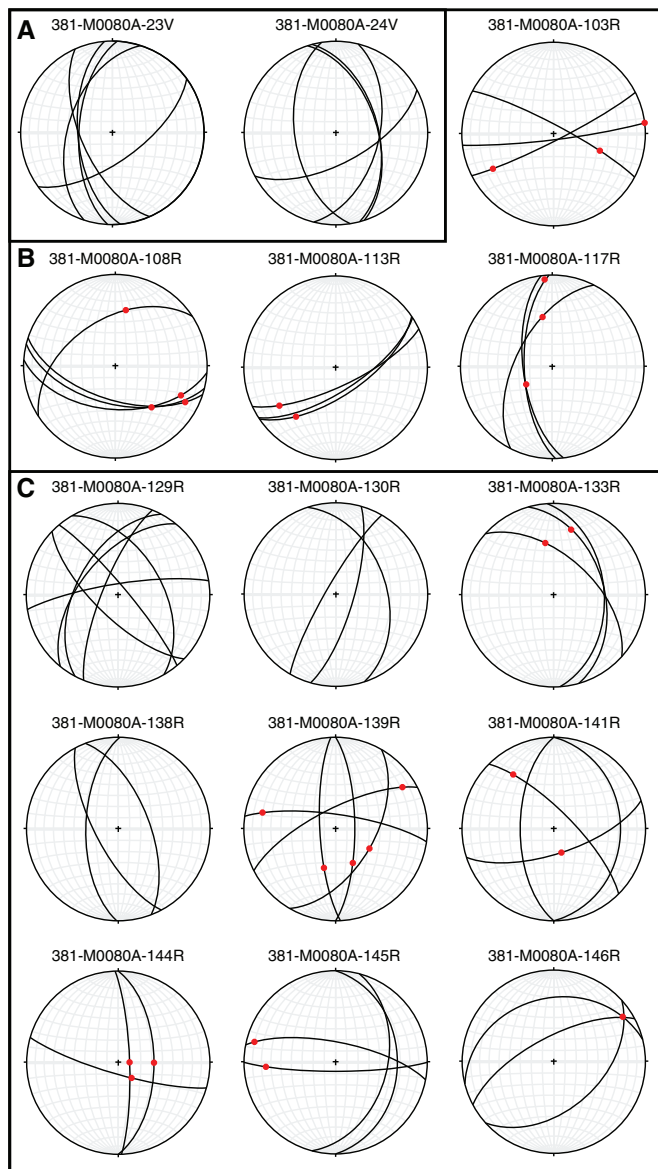 A
381-M0080A-23V 381-M0080A-24V 381-M0080A-103R
B
381-M0080A-108R 381-M0080A-113R 381-M0080A-117R
C
381-M0080A-129R 381-M0080A-130R 381-M0080A-133R
381-M0080A-138R 381-M0080A-139R 381-M0080A-141R
381-M0080A-144R 381-M0080A-145R 381-M0080A-146R